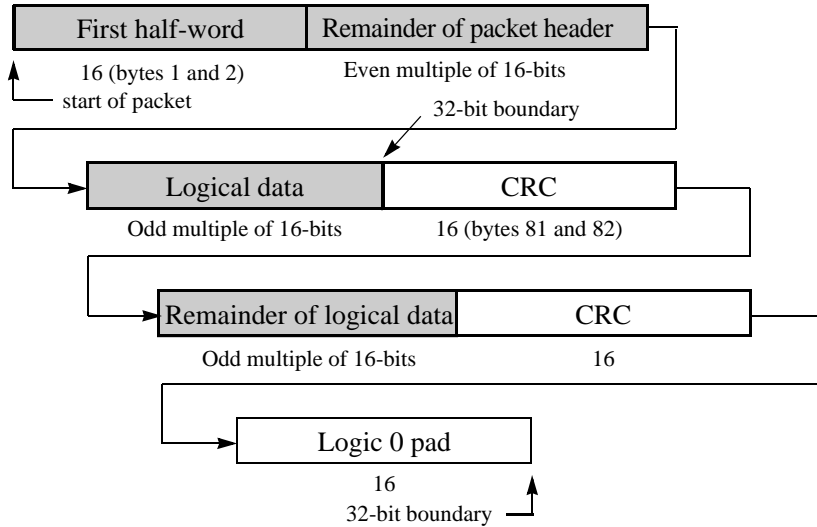 First half-word Remainder of packet header
16 (bytes 1 and 2) Even multiple of 16-bits
start of packet
32-bit boundary
Logical data CRC
Odd multiple of 16-bits 16 (bytes 81 and 82)
Remainder of logical data CRC
Odd multiple of 16-bits 16
Logic 0 pad
16
32-bit boundary